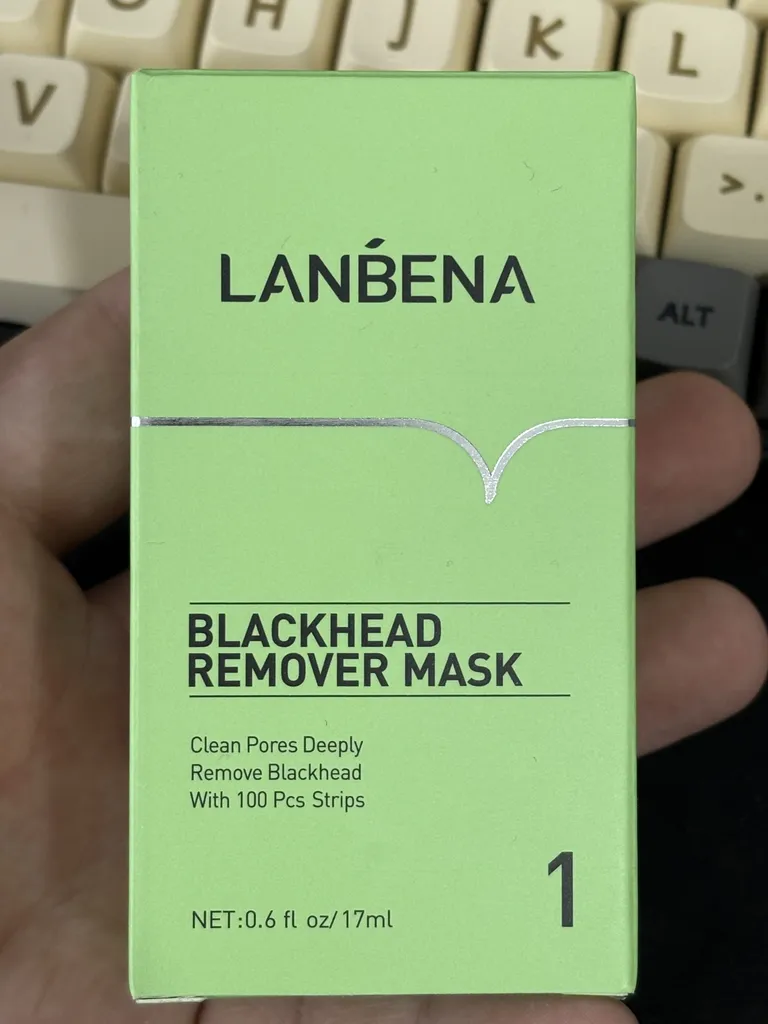 H J K L
V >.
ALT
LANBENA
BLACKHEAD
REMOVER MASK
Clean Pores Deeply
Remove Blackhead
With 100 Pcs Strips
1
NET:0.6 fl oz/17ml